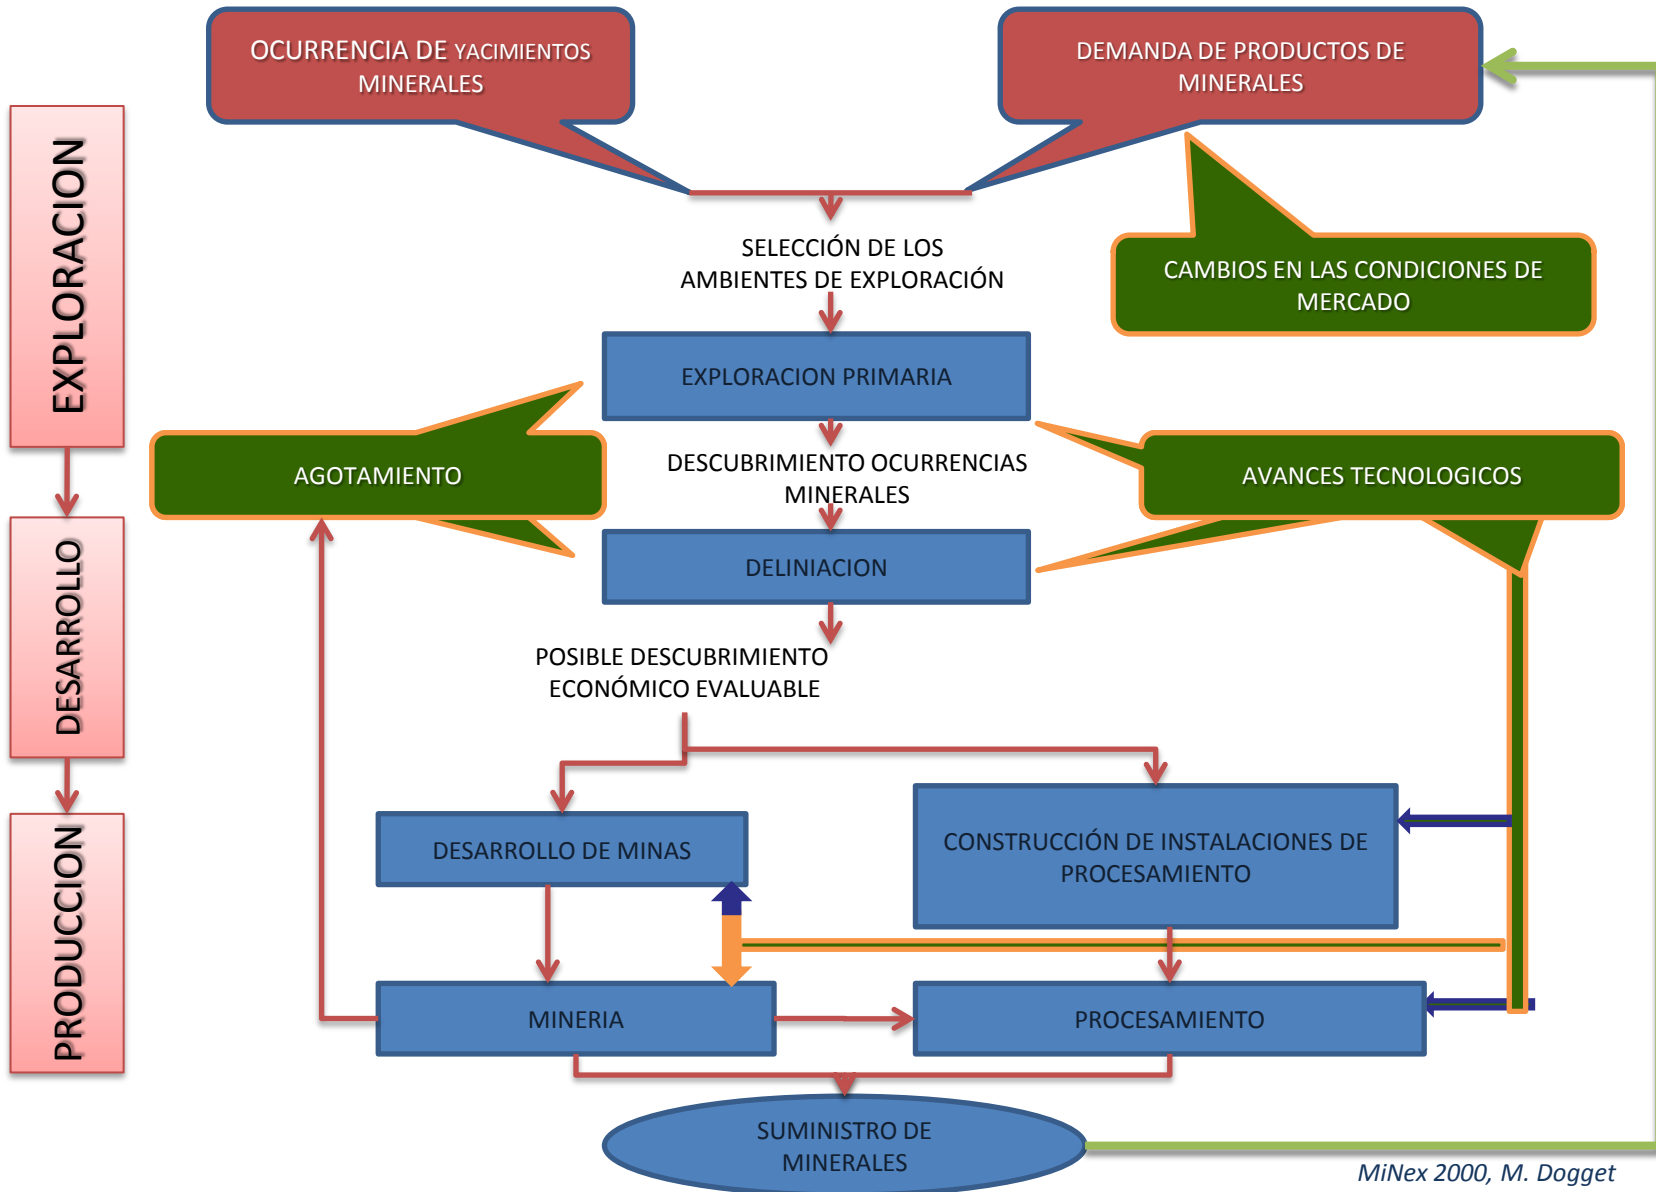 OCURRENCIA DE YACIMIENTOS
MINERALES
DEMANDA DE PRODUCTOS DE
MINERALES
EXPLORACION
SELECCIÓN DE LOS
AMBIENTES DE EXPLORACIÓN
CAMBIOS EN LAS CONDICIONES DE
MERCADO
EXPLORACION PRIMARIA
AGOTAMIENTO
DESCUBRIMIENTO OCURRENCIAS
MINERALES
AVANCES TECNOLOGICOS
DESARROLLO
DELINIACION
POSIBLE DESCUBRIMIENTO
ECONÓMICO EVALUABLE
PRODUCCION
DESARROLLO DE MINAS
CONSTRUCCIÓN DE INSTALACIONES DE
PROCESAMIENTO
MINERIA
PROCESAMIENTO
SUMINISTRO DE
MINERALES
MiNex 2000, M. Dogget